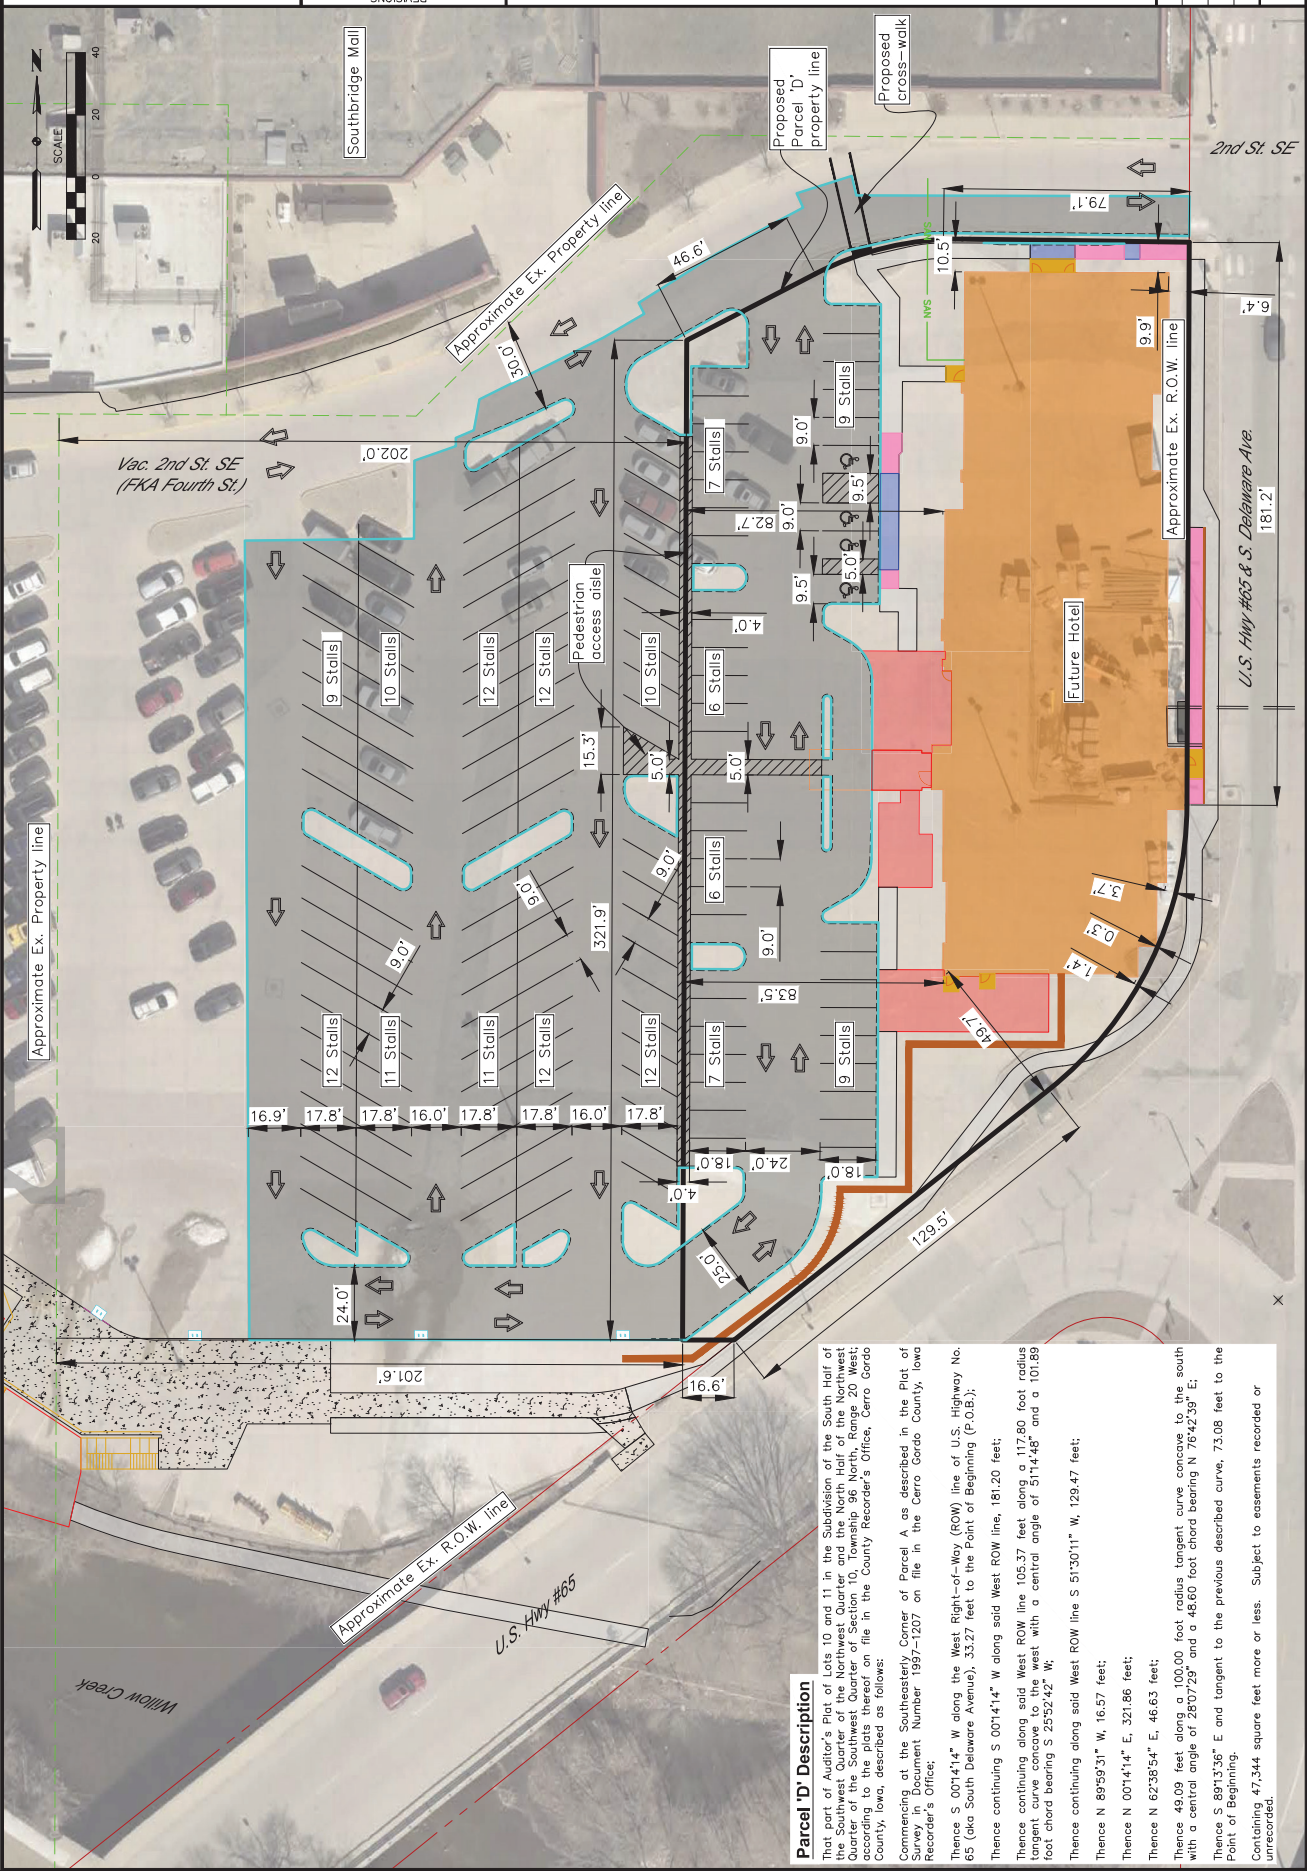 REVISIONS
N
SCALE
20
0
20
40
Southbridge Mall
Proposed
Parcel 'D'
property line
Proposed
cross-walk
2nd St. SE
Approximate Ex. Property line
Vac. 2nd St. SE
(FKA Fourth St.)
202.0'
30.0'
46.6'
10.5'
79.1'
SAN
SAN
6.4'
9.9'
Approximate Ex. R.O.W. line
U.S. Hwy #65 & S. Delaware Ave.
181.2'
9 Stalls
10 Stalls
12 Stalls
12 Stalls
10 Stalls
7 Stalls
9 Stalls
9.0'
9.5'
9.0'
82.7'
5.0'
9.5'
4.0'
Pedestrian
access aisle
6 Stalls
Future Hotel
15.3'
5.0'
5.0'
6 Stalls
9.0'
9.0'
9.0'
321.9'
9.0'
9.0'
83.5'
3.7'
0.3'
1.4'
49.7'
Approximate Ex. Property line
12 Stalls
11 Stalls
11 Stalls
12 Stalls
12 Stalls
7 Stalls
9 Stalls
16.9'
17.8'
17.8'
16.0'
17.8'
17.8'
16.0'
17.8'
18.0'
24.0'
18.0'
4.0'
25.0'
129.5'
24.0'
201.6'
16.6'
E
E
E
E
Approximate Ex. R.O.W. line
U.S. Hwy #65
Willow Creek
Parcel 'D' Description
That part of Auditor's Plat of Lots 10 and 11 in the Subdivision of the South Half of
the Southwest Quarter of the Northwest Quarter and the North Half of the Northwest
Quarter of the Southwest Quarter of Section 10, Township 96 North, Range 20 West;
according to the plats thereon on file in the County Recorder's Office, Cerro Gordo
County, Iowa, described as follows:
Commencing at the Southeasterly Corner of Parcel A as described in the Plat of
Survey in Document Number 1997-1207 on file in the Cerro Gordo County, Iowa
Recorder's Office;
Thence S 00°14'14" W along the West Right-of-Way (ROW) line of U.S. Highway No.
65 (aka South Delaware Avenue), 33.27 feet to the Point of Beginning (P.O.B.);
Thence continuing S 00°14'14" W along said West ROW line, 181.20 feet;
Thence continuing along said West ROW line 105.37 feet along a 117.80 foot radius
tangent curve concave to the west with a central angle of 51°14'48" and a 101.89
foot chord bearing S 25°52'42" W;
Thence continuing along said West ROW line S 51°30'11" W, 129.47 feet;
Thence N 89°59'31" W, 16.57 feet;
Thence N 00°14'14" E, 321.86 feet;
Thence N 62°38'54" E, 46.63 feet;
Thence 49.09 feet along a 100.00 foot radius tangent curve concave to the south
with a central angle of 28°07'29" and a 48.60 foot chord bearing N 76°42'39" E;
Thence S 89°13'36" E and tangent to the previous described curve, 73.08 feet to the
Point of Beginning.
Containing 47,344 square feet more or less. Subject to easements recorded or
unrecorded.